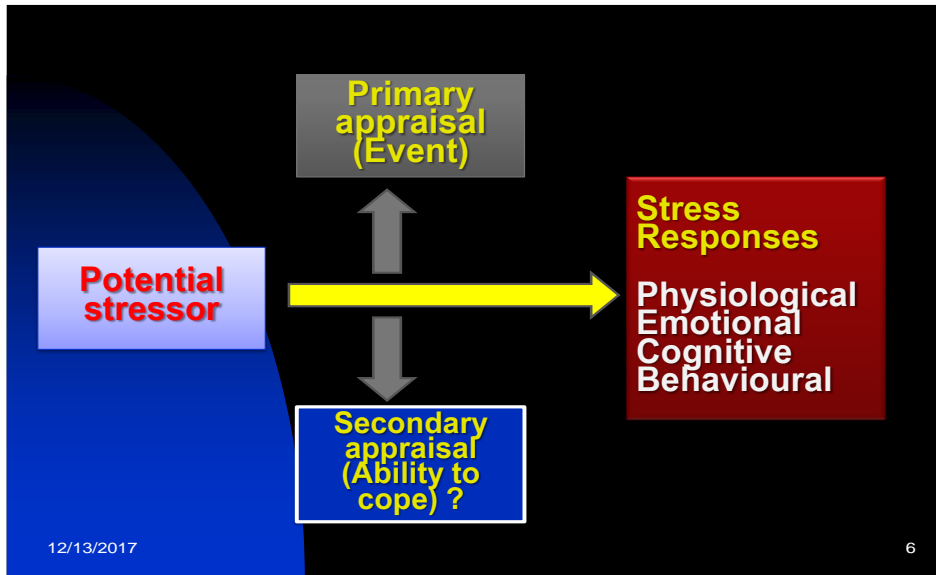 Primary
appraisal
(Event)
Potential
stressor
Stress
Responses
Physiological
Emotional
Cognitive
Behavioural
Secondary
appraisal
(Ability to
cope) ?
12/13/2017
6